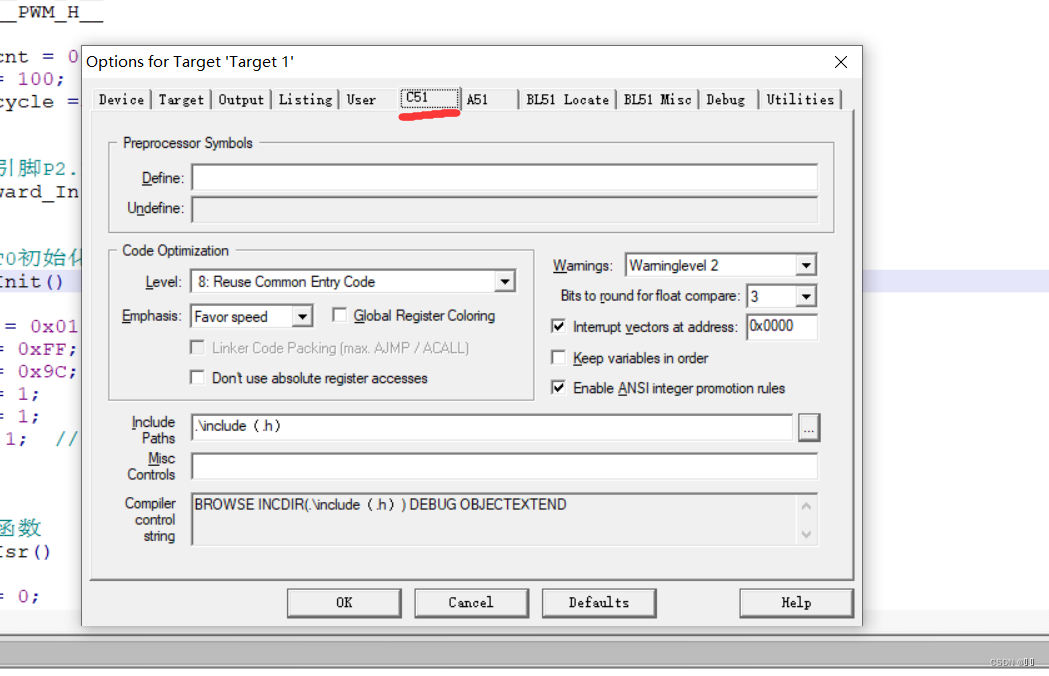 __PWM_H__
cnt = 0
= 100;
cycle =
引脚P2.
ward_In
r0初始化
Init()
= 0x01
= 0xFF;
= 0x9C;
= 1;
= 1;
1; //
函数
Isr()
= 0;
Options for Target 'Target 1'
Device Target Output Listing User C51 A51 BL51 Locate BL51 Misc Debug Utilities
Preprocessor Symbols
Define:
Undefine:
Code Optimization
Level: 8: Reuse Common Entry Code
Emphasis: Favor speed Global Register Coloring
Linker Code Packing (max. AJMP / ACALL)
Don't use absolute register accesses
Warnings: Warninglevel 2
Bits to round for float compare: 3
Interrupt vectors at address: 0x0000
Keep variables in order
Enable ANSI integer promotion rules
Include Paths .\include（.h）
...
Misc Controls
Compiler control string BROWSE INCDIR(.\include（.h）) DEBUG OBJECTEXTEND
OK Cancel Defaults Help